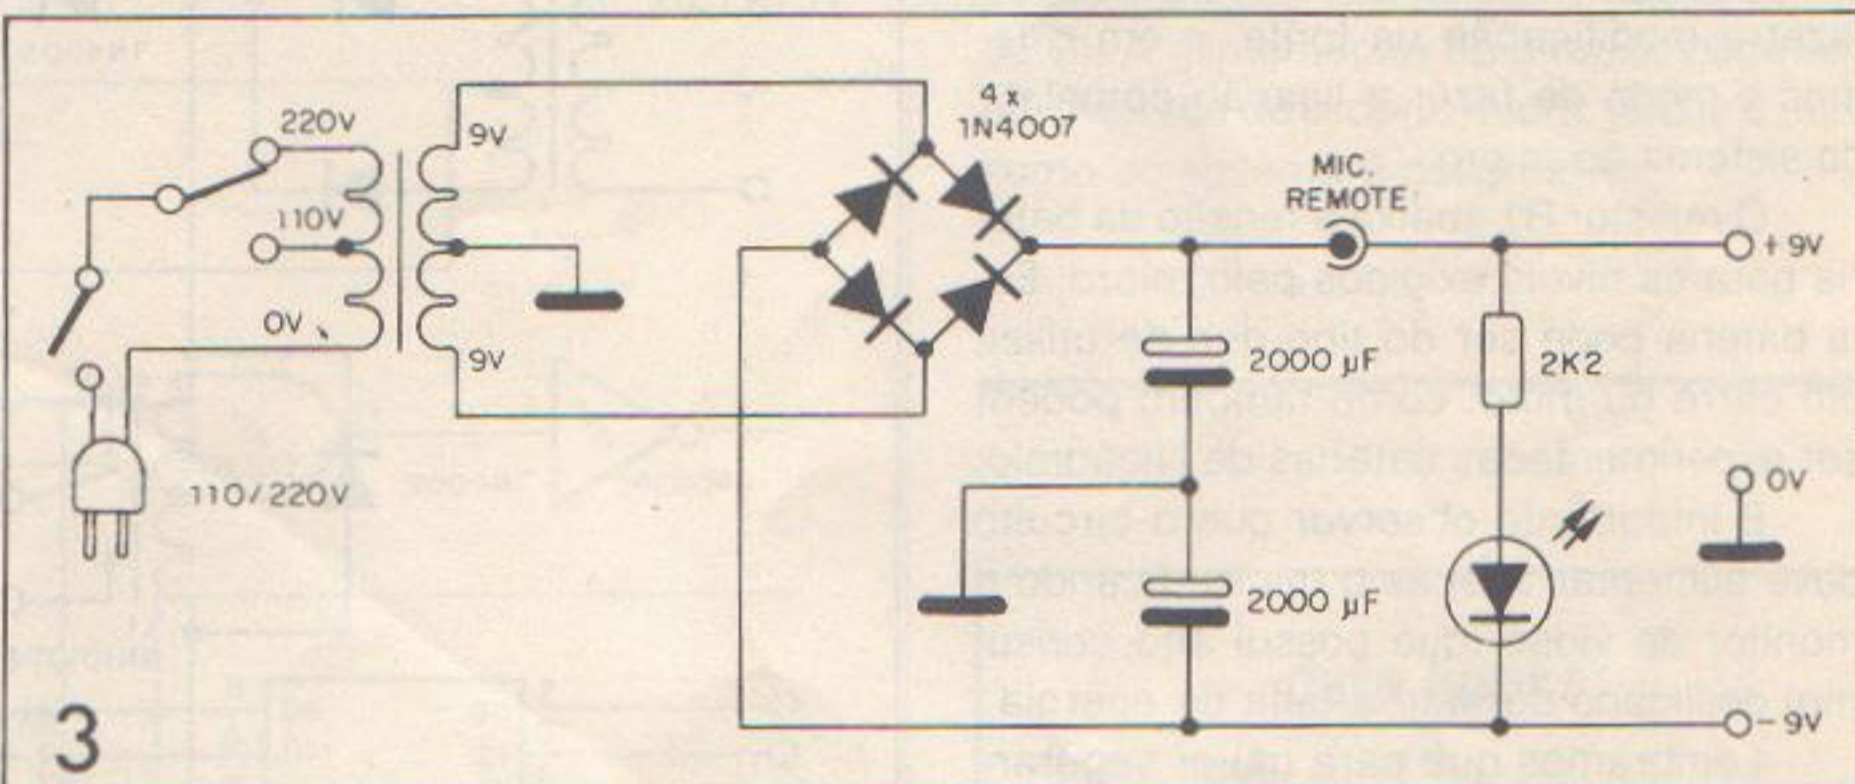 220V
110V
0V
110/220V
9V
9V
4 x
1N4007
MIC.
REMOTE
2000 µF
2000 µF
2K2
+9V
0V
-9V
3